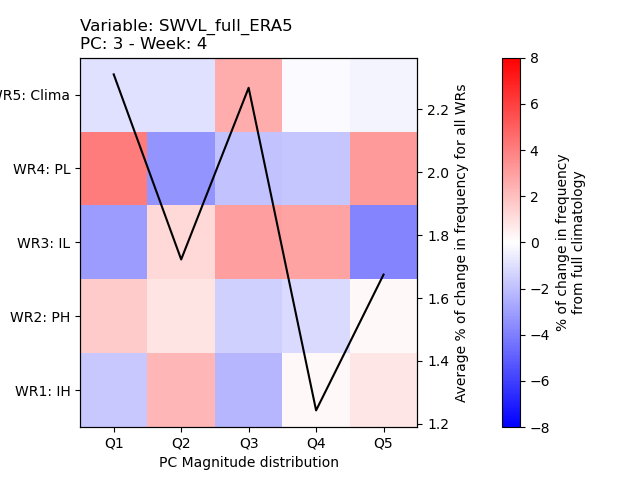 Variable: SWVL_full_ERA5
PC: 3 - Week: 4
WR5: Clima
WR4: PL
WR3: IL
WR2: PH
WR1: IH
Q1 Q2 Q3 Q4 Q5
PC Magnitude distribution
2.2
2.0
1.8
1.6
1.4
1.2
Average % of change in frequency for all WRs
8
6
4
2
0
−2
−4
−6
−8
% of change in frequency
from full climatology